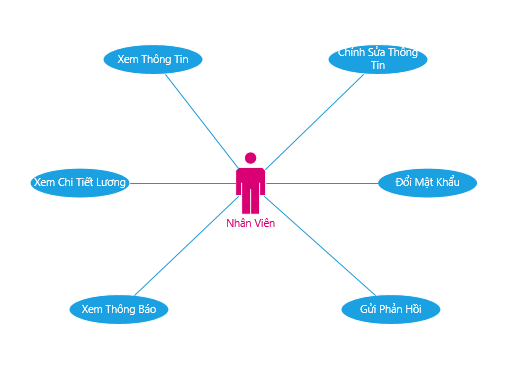 Xem Thông Tin
Chỉnh Sửa Thông
Tin
Xem Chi Tiết Lương
Đổi Mật Khẩu
Nhân Viên
Xem Thông Báo
Gửi Phản Hồi